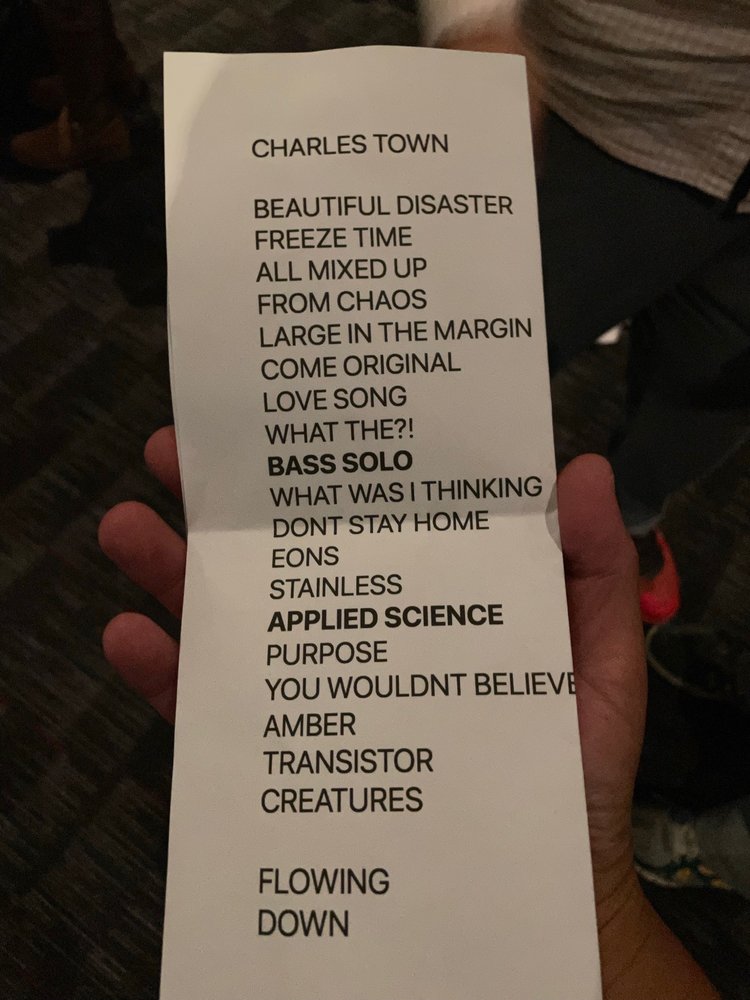 CHARLES TOWN
BEAUTIFUL DISASTER
FREEZE TIME
ALL MIXED UP
FROM CHAOS
LARGE IN THE MARGIN
COME ORIGINAL
LOVE SONG
WHAT THE?!
BASS SOLO
WHAT WAS I THINKING
DONT STAY HOME
EONS
STAINLESS
APPLIED SCIENCE
PURPOSE
YOU WOULDNT BELIEVE
AMBER
TRANSISTOR
CREATURES
FLOWING
DOWN